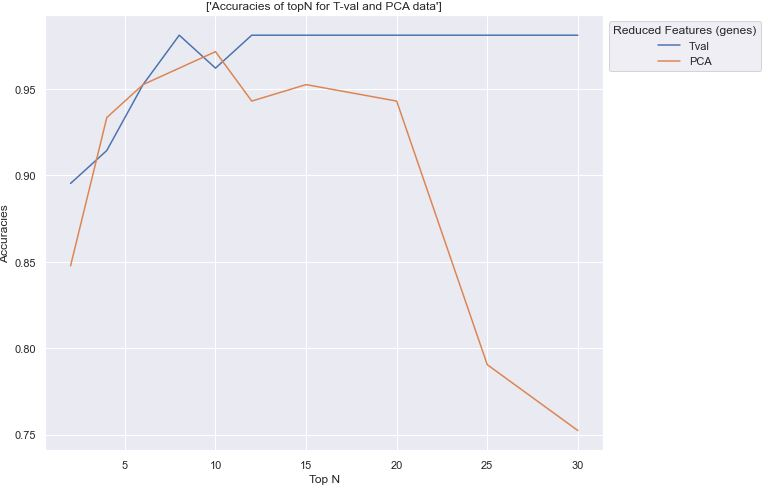 ['Accuracies of topN for T-val and PCA data']
Reduced Features (genes)
Tval
PCA
0.95
0.90
0.85
0.80
0.75
Accuracies
5 10 15 20 25 30
Top N